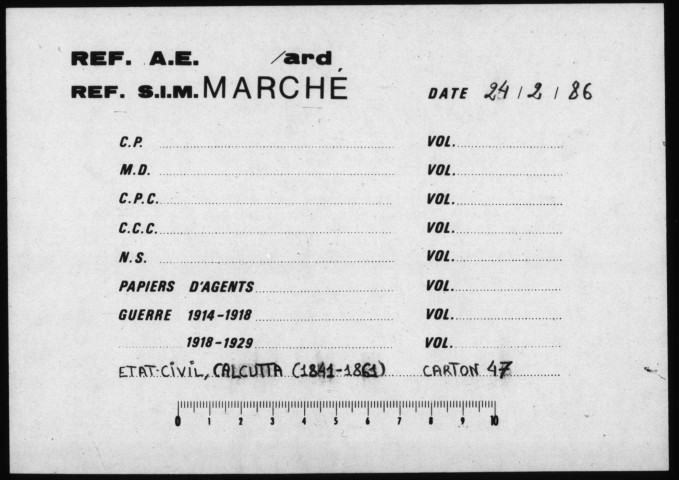 REF. A.E. /ard
REF. S.I.M. MARCHÉ DATE 24 / 2 / 86
C.P. VOL.
M.D. VOL.
C.P.C. VOL.
C.C.C. VOL.
N.S. VOL.
PAPIERS D'AGENTS VOL.
GUERRE 1914-1918 VOL.
1918-1929 VOL.
ETAT-CIVIL, CALCUTTA (1841-1861) CARTON 47
0 1 2 3 4 5 6 7 8 9 10